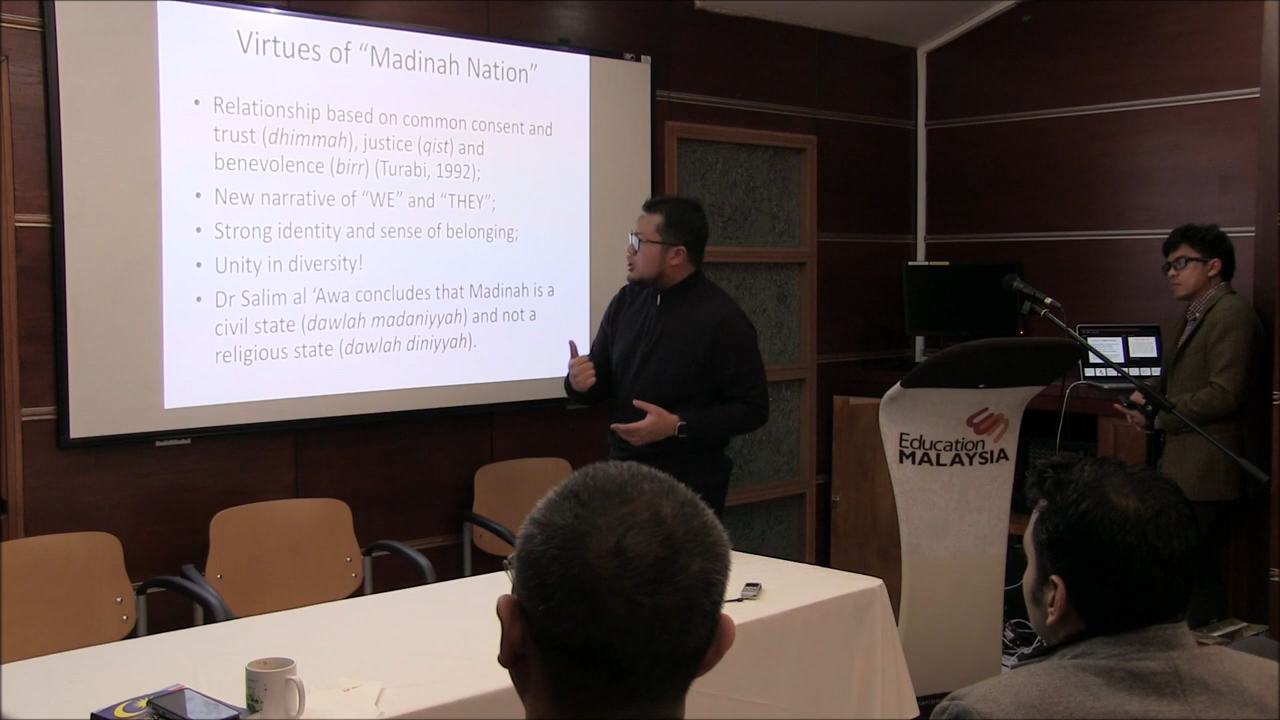 Virtues of “Madinah Nation”
• Relationship based on common consent and
trust (dhimmah), justice (qist) and
benevolence (birr) (Turabi, 1992);
• New narrative of “WE” and “THEY”;
• Strong identity and sense of belonging;
• Unity in diversity!
• Dr Salim al ‘Awa concludes that Madinah is a
civil state (dawlah madaniyyah) and not a
religious state (dawlah diniyyah).
Education
MALAYSIA